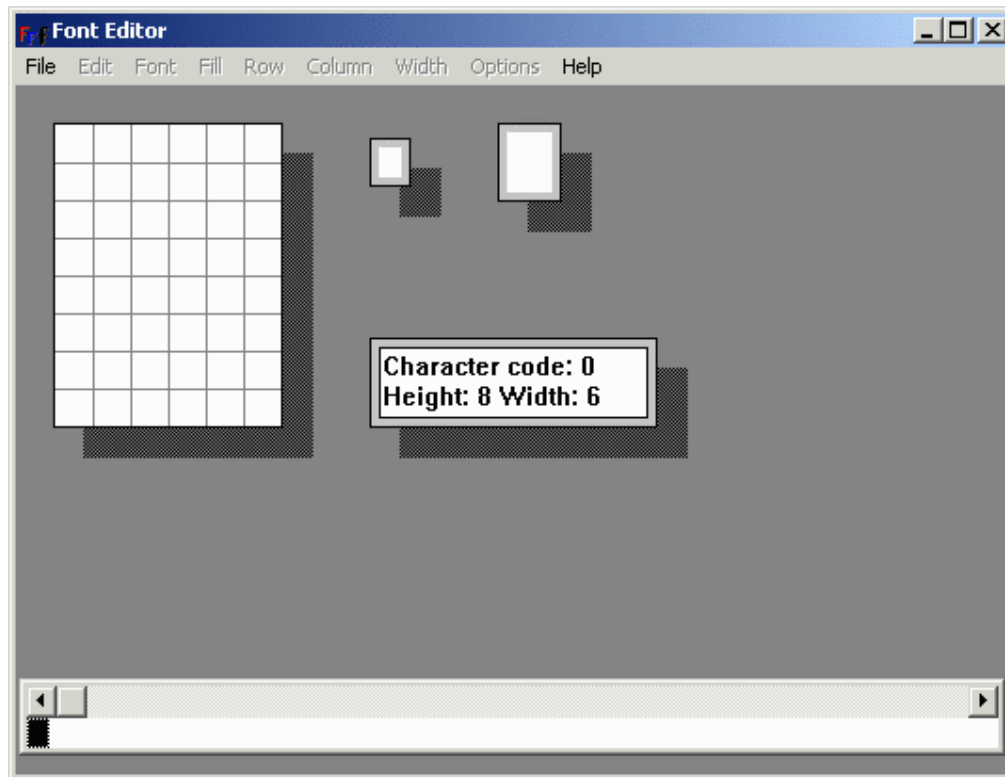 Font Editor
File Edit Font Fill Row Column Width Options Help
Character code: 0
Height: 8 Width: 6